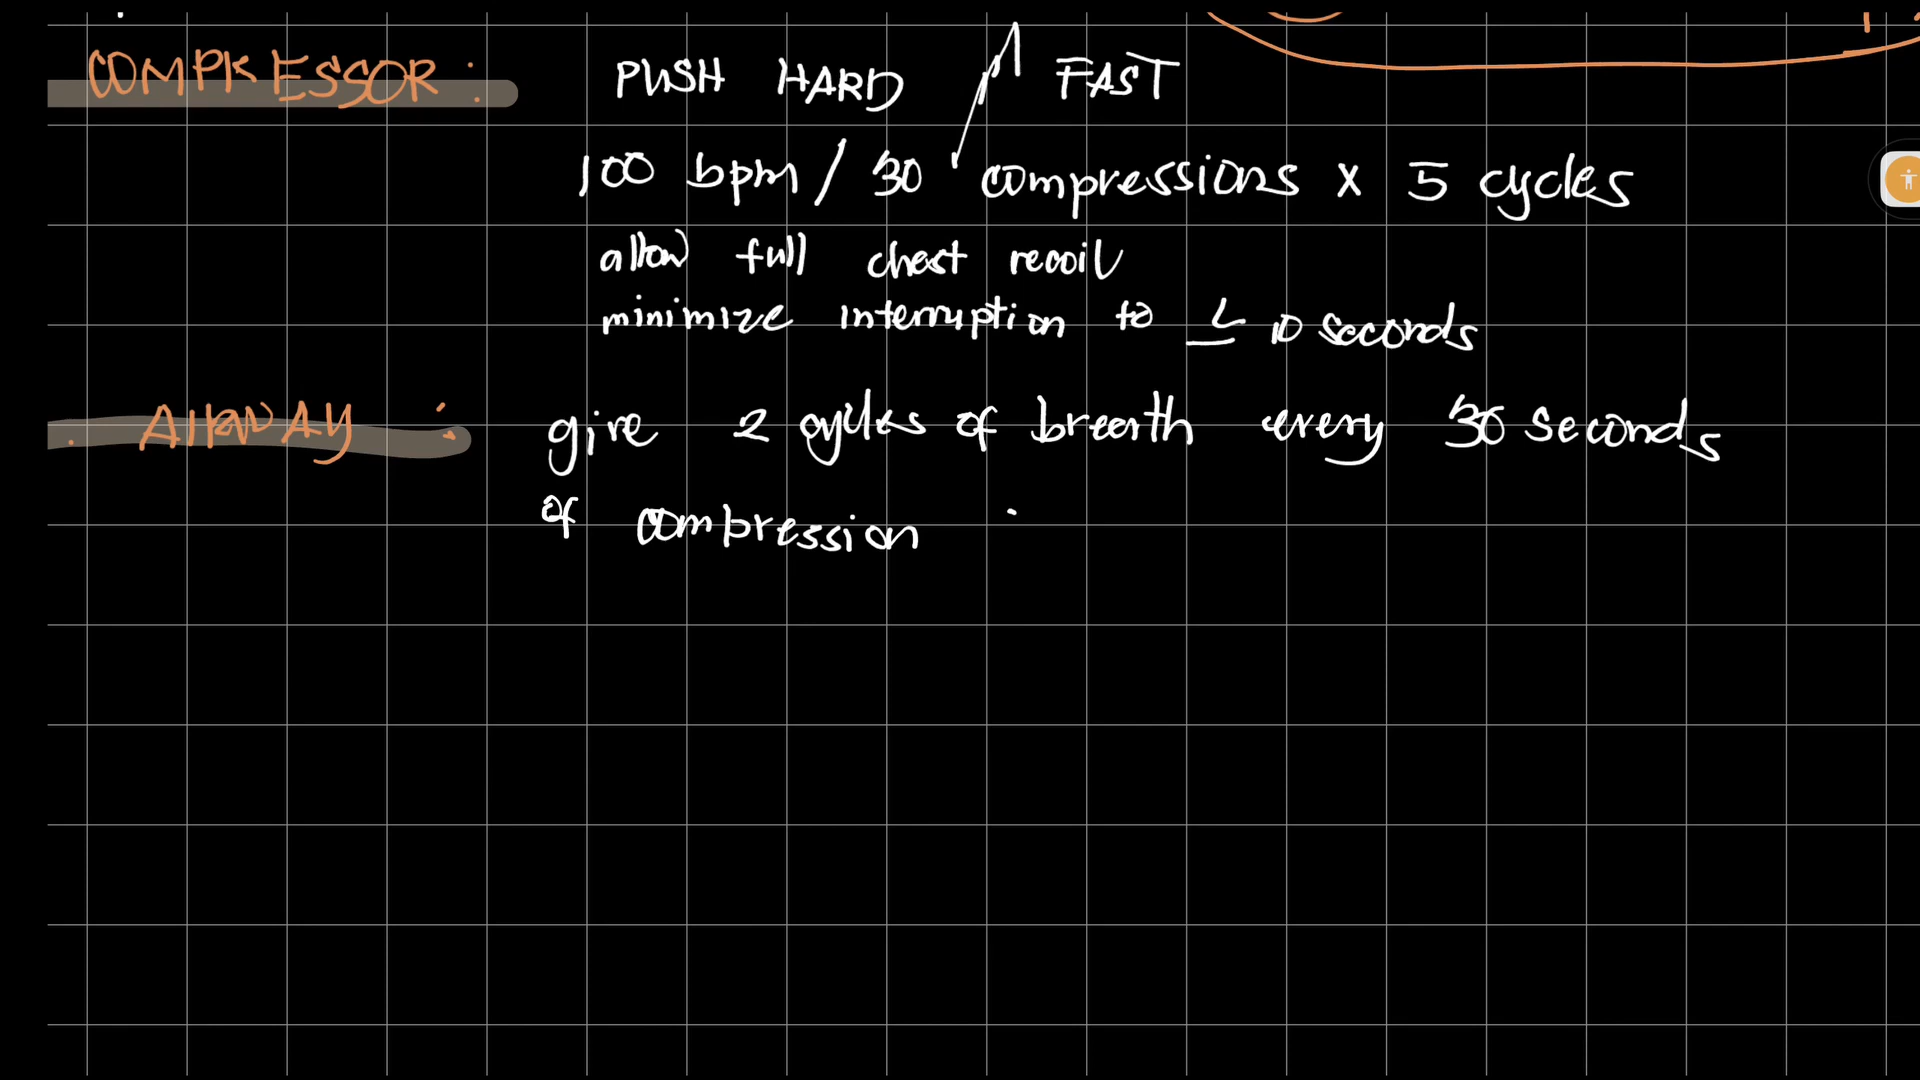 COMPRESSOR : PUSH HARD n FAST
100 bpm / 30 compressions x 5 cycles
allow full chest recoil
minimize interruption to ≤ 10 seconds
. AIRWAY : give 2 cycles of breath every 30 seconds
of compression .